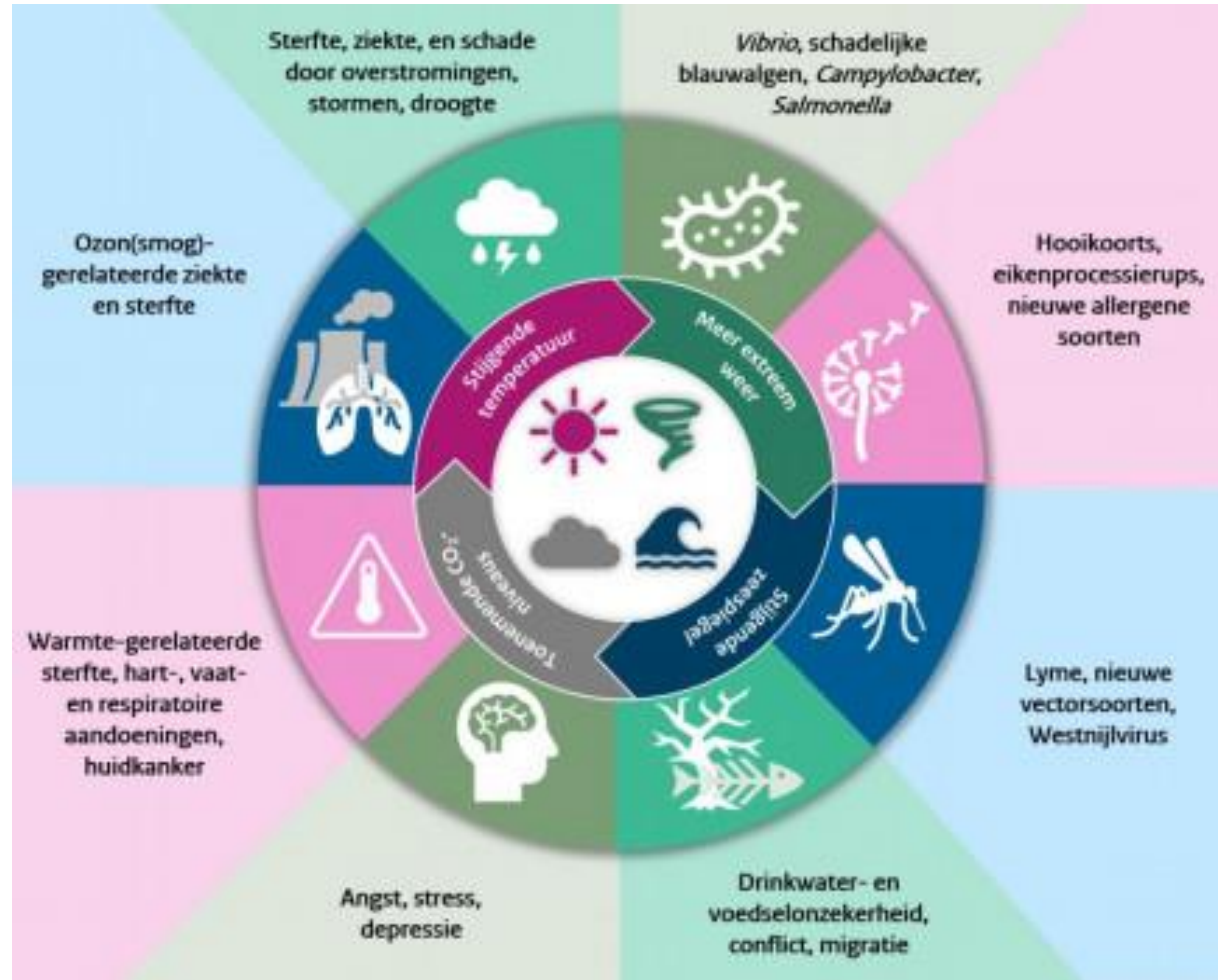 Sterfte, ziekte, en schade
door overstromingen,
stormen, droogte
Vibrio, schadelijke
blauwalgen, Campylobacter,
Salmonella
Ozon(smog)-
gerelateerde ziekte
en sterfte
Hooikoorts,
eikenprocessierups,
nieuwe allergene
soorten
Stijgende
temperatuur
Meer extreem
weer
Toenemende CO₂-
niveaus
Stijgende
zeespiegel
Warmte-gerelateerde
sterfte, hart-, vaat-
en respiratoire
aandoeningen,
huidkanker
Lyme, nieuwe
vectorsoorten,
Westnijlvirus
Angst, stress,
depressie
Drinkwater- en
voedselonzekerheid,
conflict, migratie